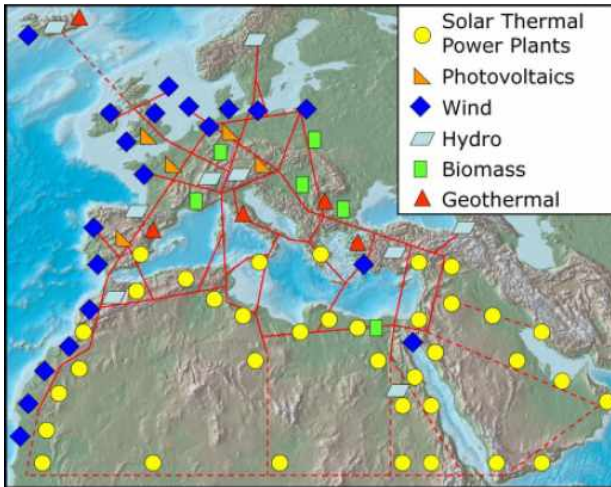 Solar Thermal
Power Plants
Photovoltaics
Wind
Hydro
Biomass
Geothermal